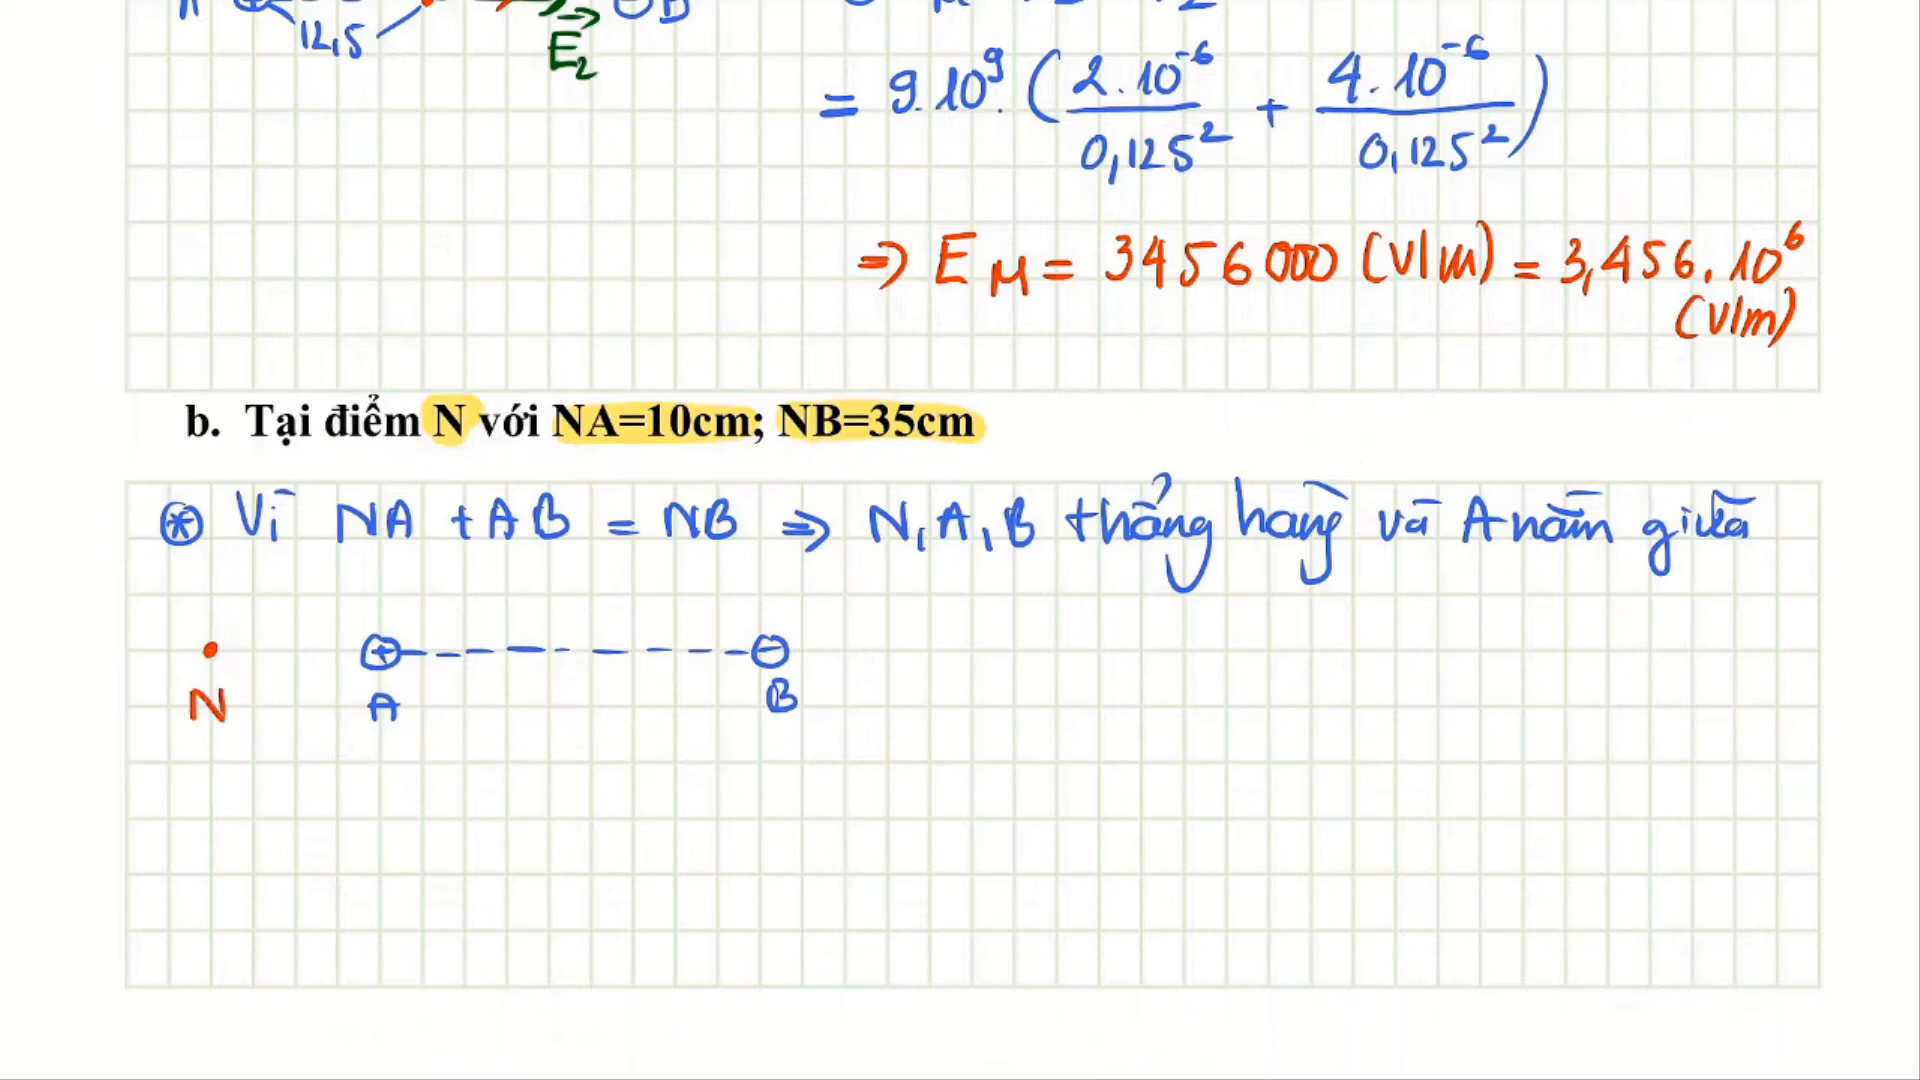 12,5
E₂
= 9.10⁹. (2.10⁻⁶/0,125² + 4.10⁻⁶/0,125²)
=> E M = 3456000 (V/m) = 3,456.10⁶
(V/m)
b. Tại điểm N với NA=10cm; NB=35cm
⊛ Vì NA + AB = NB => N, A, B thẳng hàng và A nằm giữa
+ −
N A B